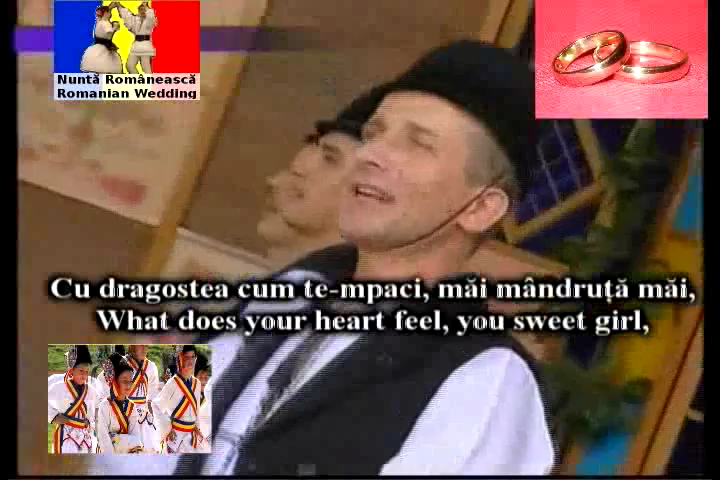 Nuntă Românească
Romanian Wedding
Cu dragostea cum te-mpaci, măi mândruță măi,
What does your heart feel, you sweet girl,